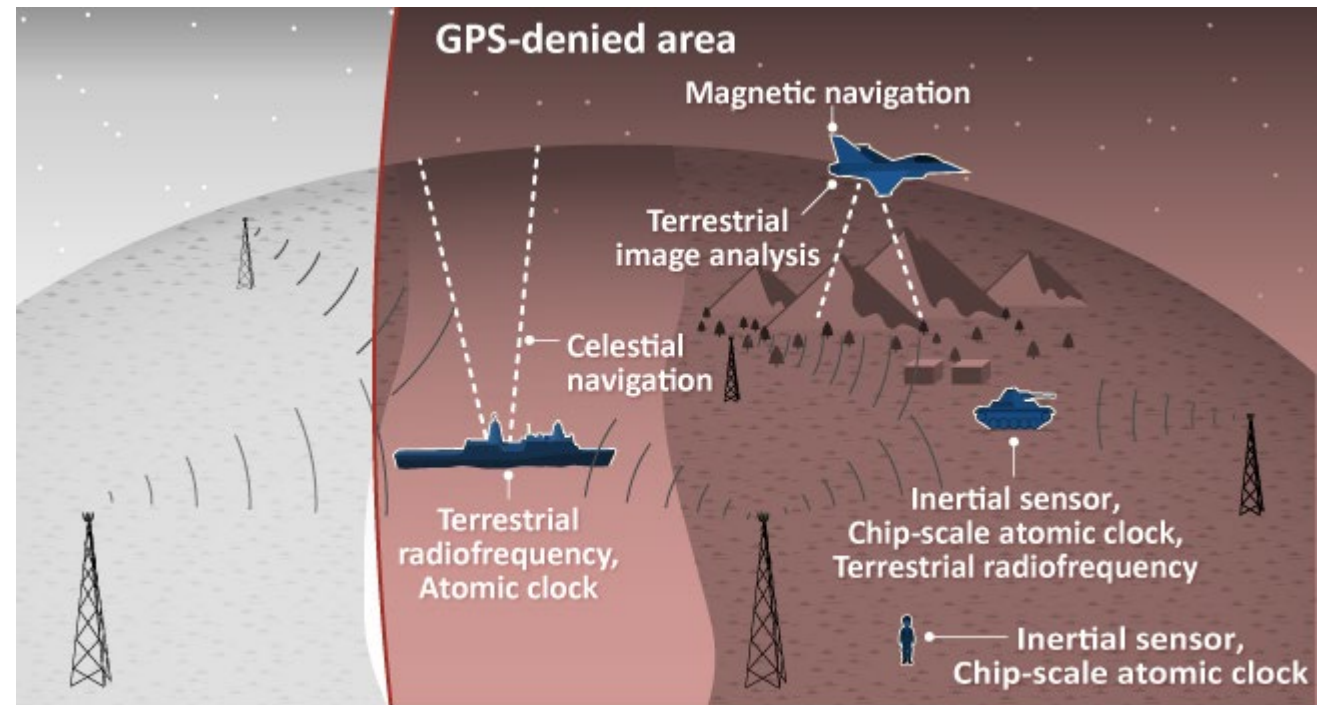 GPS-denied area
Magnetic navigation
Terrestrial
image analysis
Celestial
navigation
Terrestrial
radiofrequency,
Atomic clock
Inertial sensor,
Chip-scale atomic clock,
Terrestrial radiofrequency
Inertial sensor,
Chip-scale atomic clock